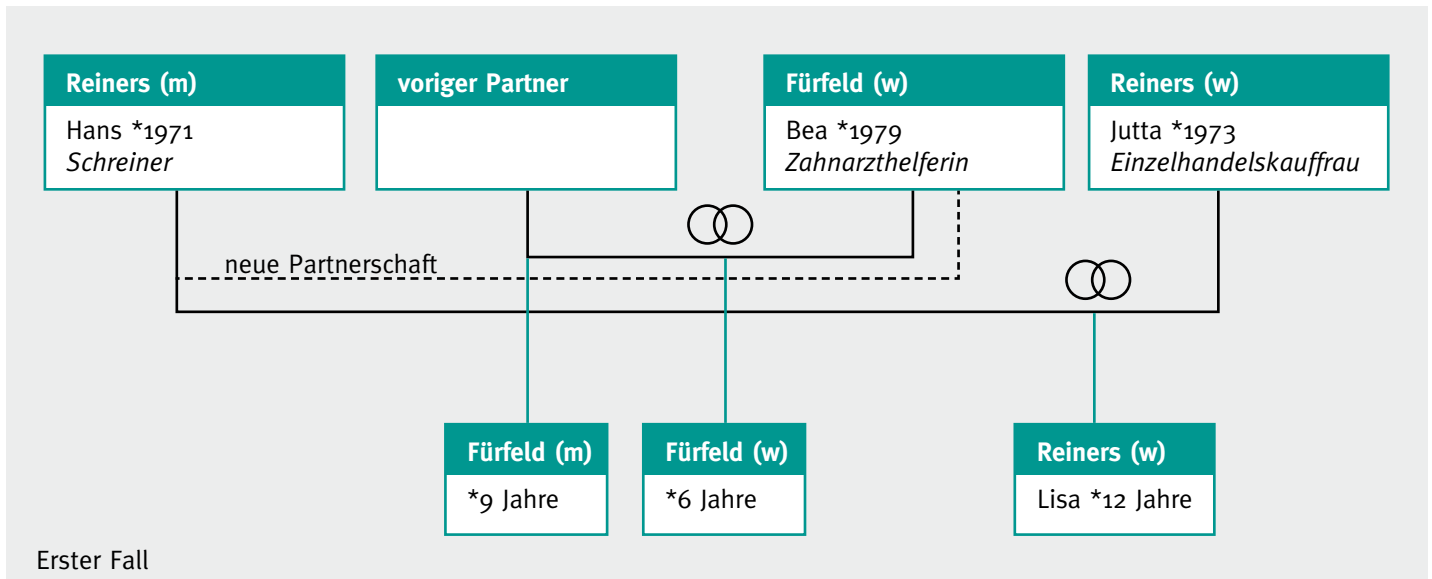 Reiners (m)
Hans *1971
Schreiner
voriger Partner
Fürfeld (w)
Bea *1979
Zahnarzthelferin
Reiners (w)
Jutta *1973
Einzelhandelskauffrau
neue Partnerschaft
Fürfeld (m)
*9 Jahre
Fürfeld (w)
*6 Jahre
Reiners (w)
Lisa *12 Jahre
Erster Fall